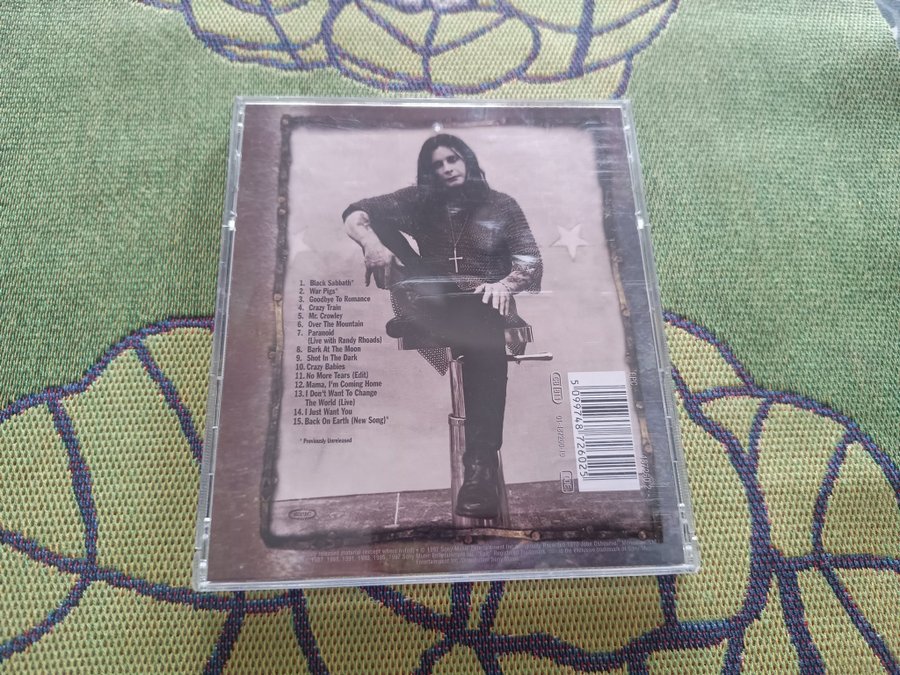 1. Black Sabbath*
2. War Pigs*
3. Goodbye To Romance
4. Crazy Train
5. Mr. Crowley
6. Over The Mountain
7. Paranoid
(Live with Randy Rhoads)
8. Bark At The Moon
9. Shot In The Dark
10. Crazy Babies
11. No More Tears (Edit)
12. Mama, I'm Coming Home
13. I Don't Want To Change
The World (Live)
14. I Just Want You
15. Back On Earth (New Song)*
* Previously Unreleased
5 099748 726025